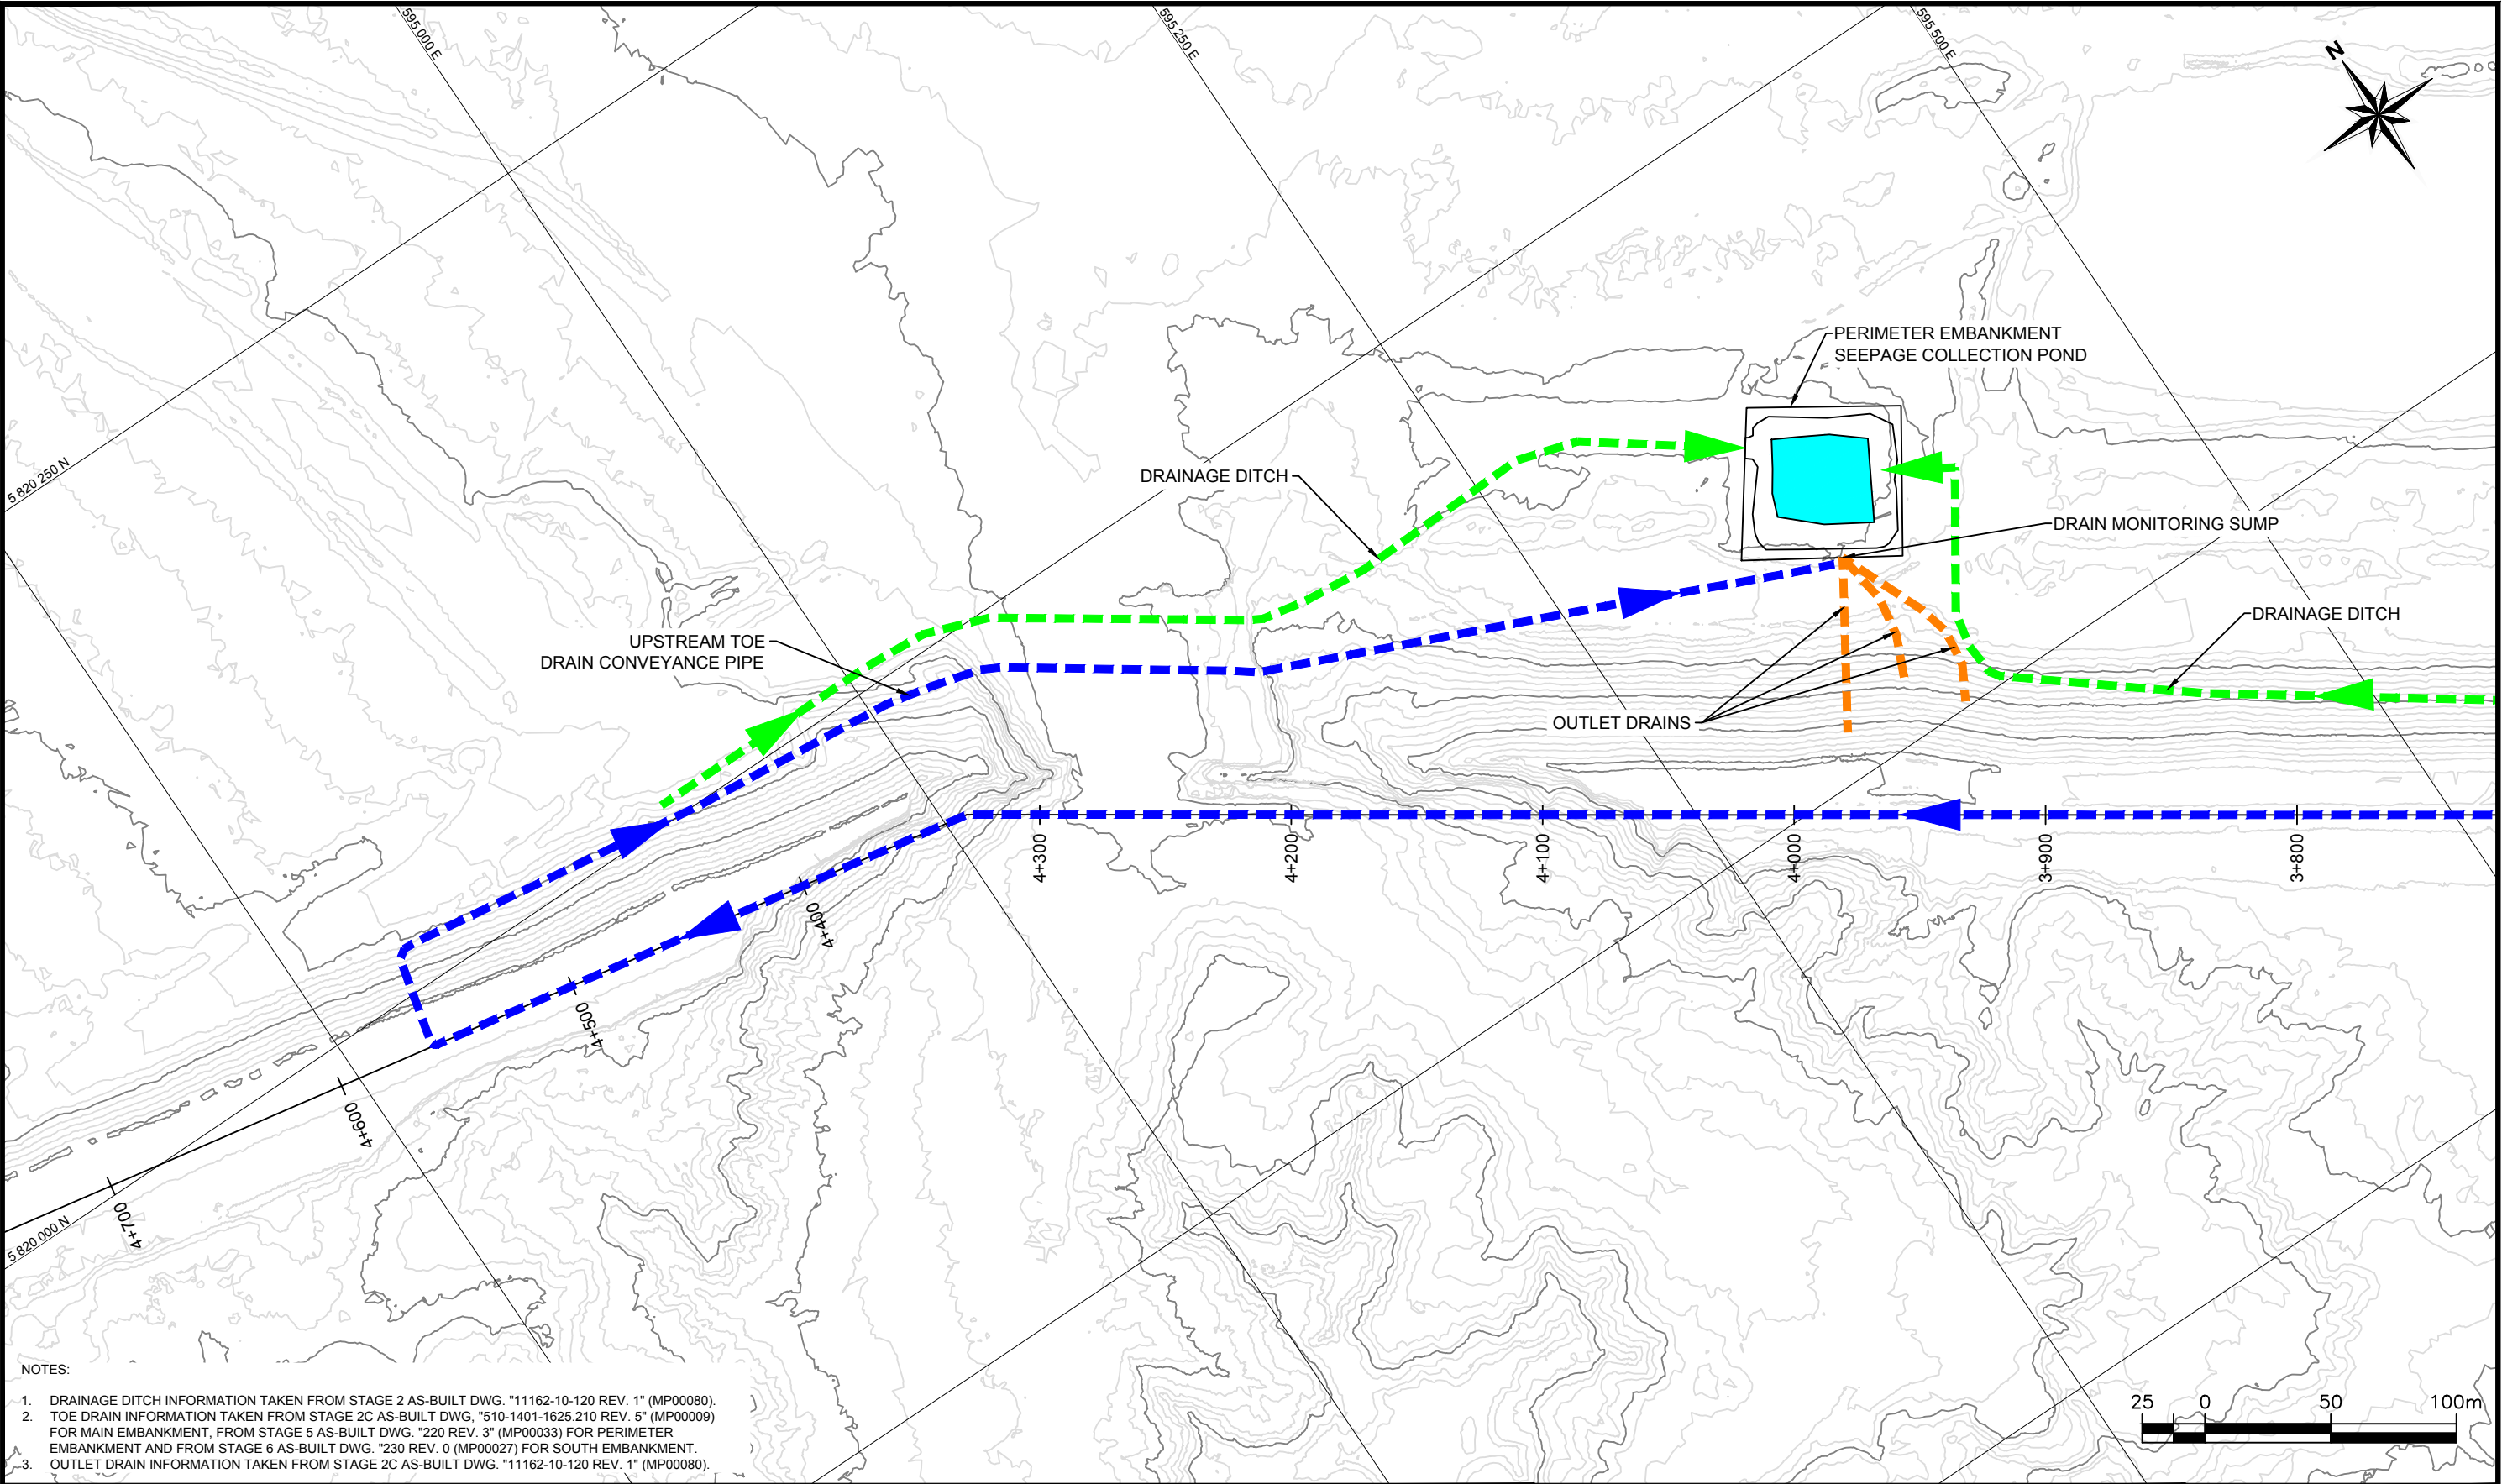 595 000 E
595 250 E
595 500 E
N
PERIMETER EMBANKMENT
SEEPAGE COLLECTION POND
5 820 250 N
DRAINAGE DITCH
DRAIN MONITORING SUMP
DRAINAGE DITCH
UPSTREAM TOE
DRAIN CONVEYANCE PIPE
OUTLET DRAINS
4+300
4+200
4+100
4+000
3+900
3+800
4+400
4+500
4+600
4+700
5 820 000 N
NOTES:
1. DRAINAGE DITCH INFORMATION TAKEN FROM STAGE 2 AS-BUILT DWG. "11162-10-120 REV. 1" (MP00080).
2. TOE DRAIN INFORMATION TAKEN FROM STAGE 2C AS-BUILT DWG, "510-1401-1625.210 REV. 5" (MP00009)
FOR MAIN EMBANKMENT, FROM STAGE 5 AS-BUILT DWG. "220 REV. 3" (MP00033) FOR PERIMETER
EMBANKMENT AND FROM STAGE 6 AS-BUILT DWG. "230 REV. 0 (MP00027) FOR SOUTH EMBANKMENT.
3. OUTLET DRAIN INFORMATION TAKEN FROM STAGE 2C AS-BUILT DWG. "11162-10-120 REV. 1" (MP00080).
25 0 50 100m